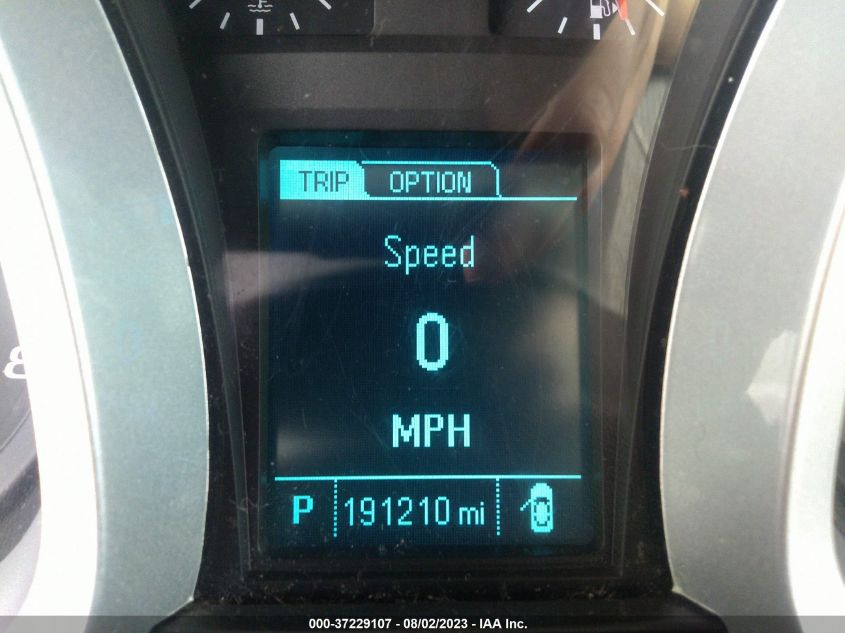 TRIP OPTION
Speed
0
MPH
P 191210 mi
000-37229107 - 08/02/2023 - IAA Inc.